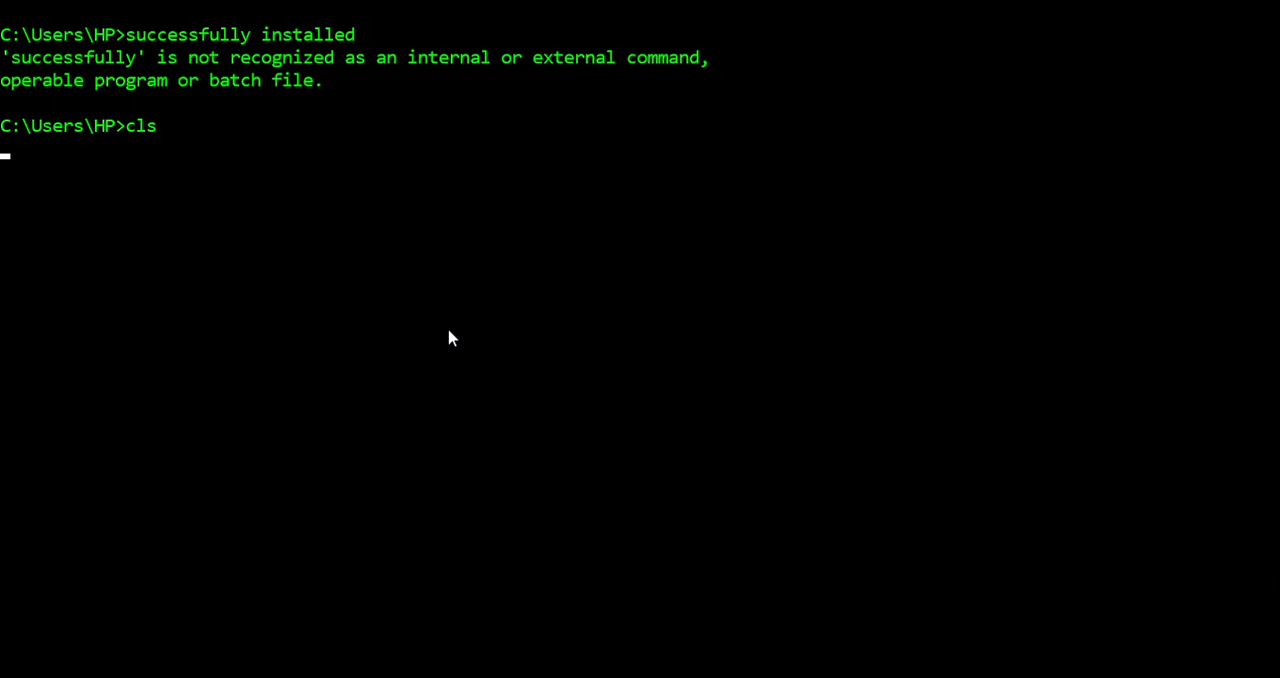 C:\Users\HP>successfully installed
'successfully' is not recognized as an internal or external command,
operable program or batch file.
C:\Users\HP>cls